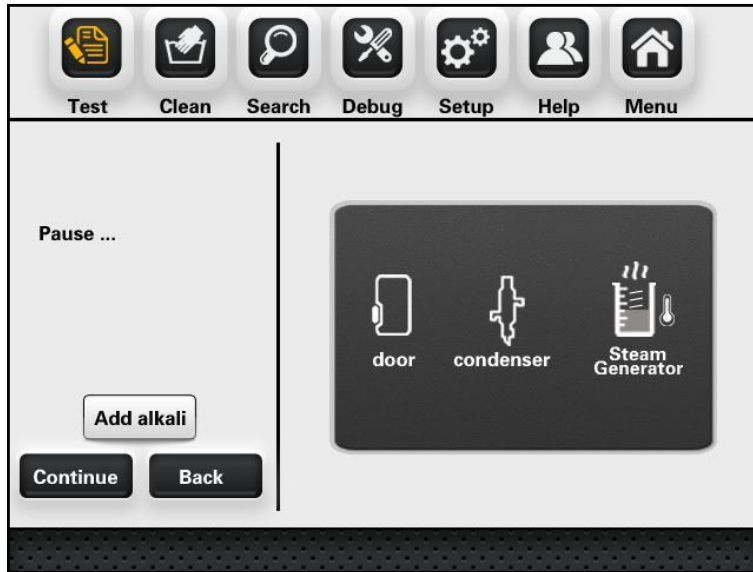 Test Clean Search Debug Setup Help Menu
Pause ...
door condenser Steam
Generator
Add alkali
Continue Back